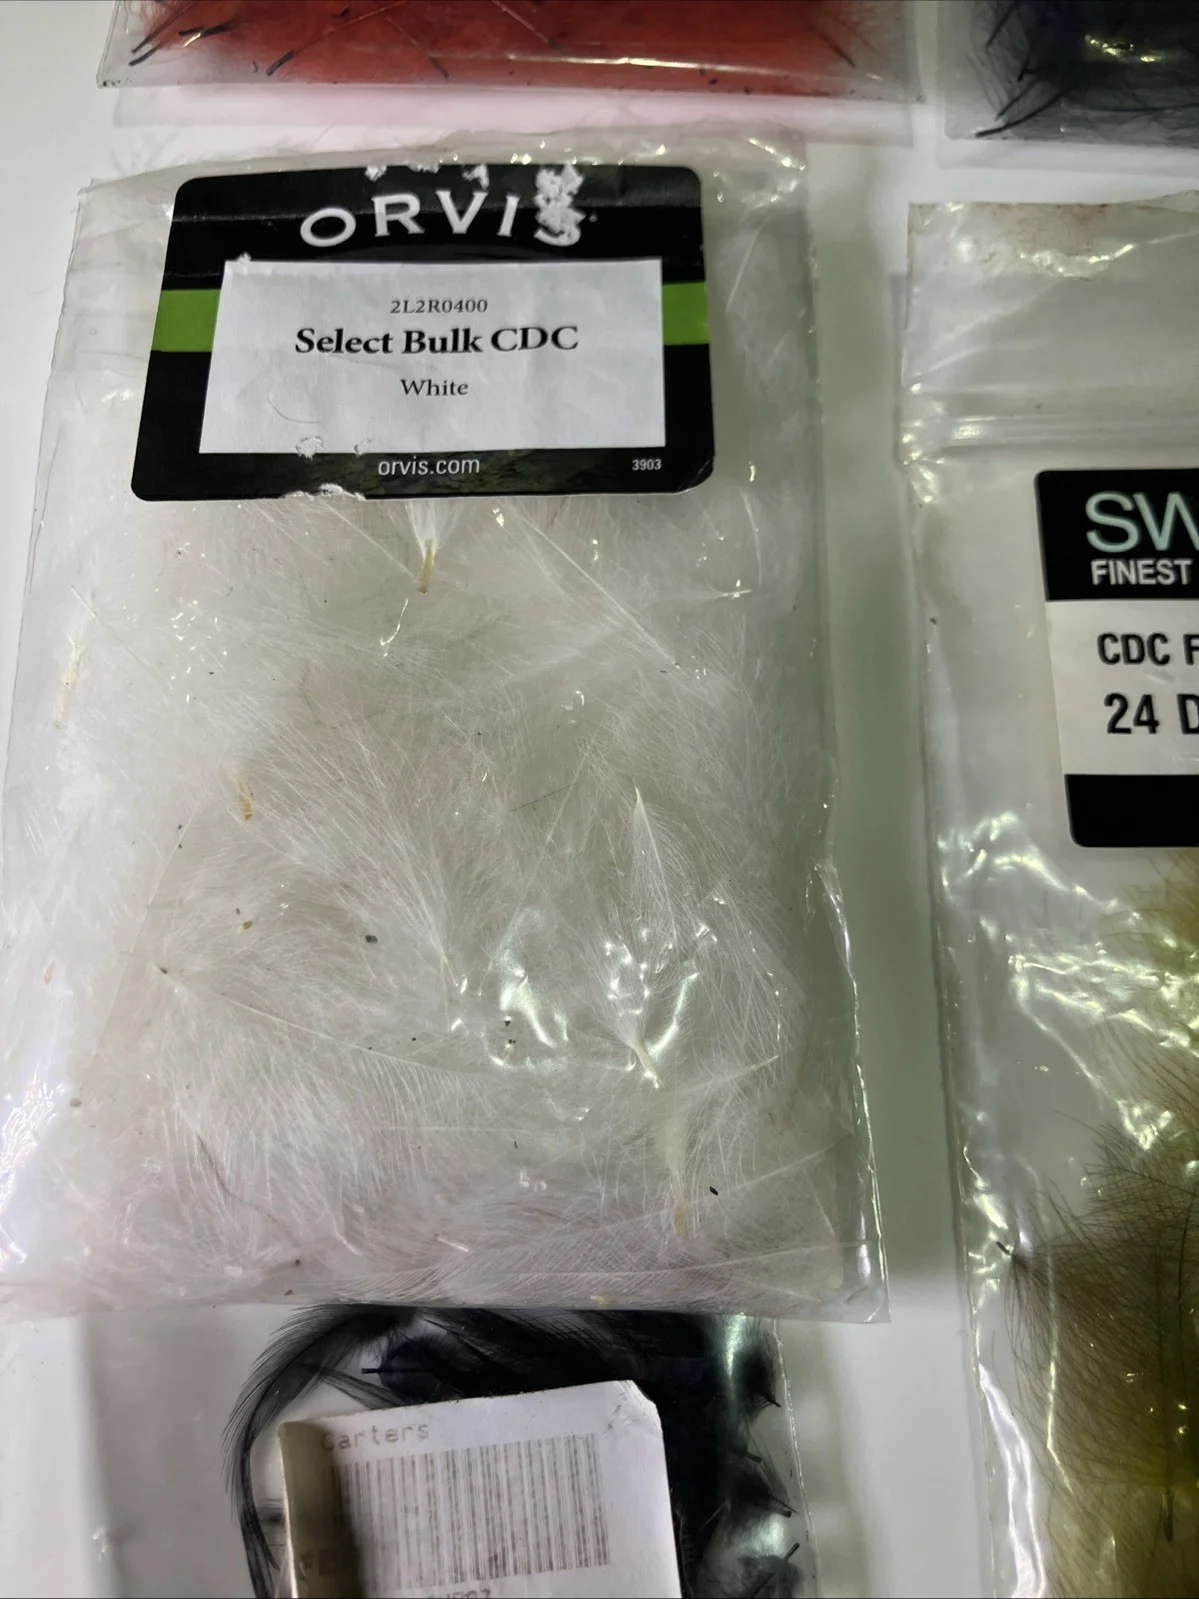 ORVIS
2L2R0400
Select Bulk CDC
White
orvis.com
3903
SW
FINEST
CDC F
24 D
Carters